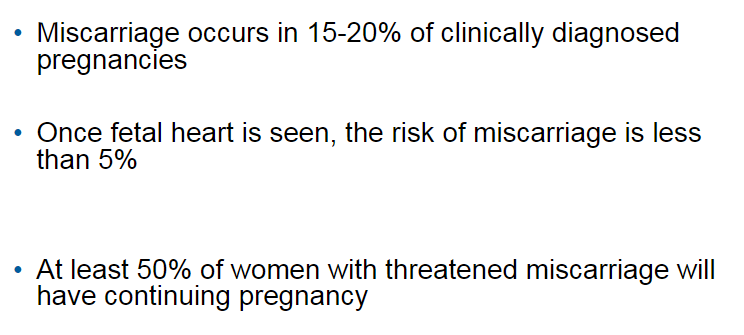 • Miscarriage occurs in 15-20% of clinically diagnosed
pregnancies
• Once fetal heart is seen, the risk of miscarriage is less
than 5%
• At least 50% of women with threatened miscarriage will
have continuing pregnancy